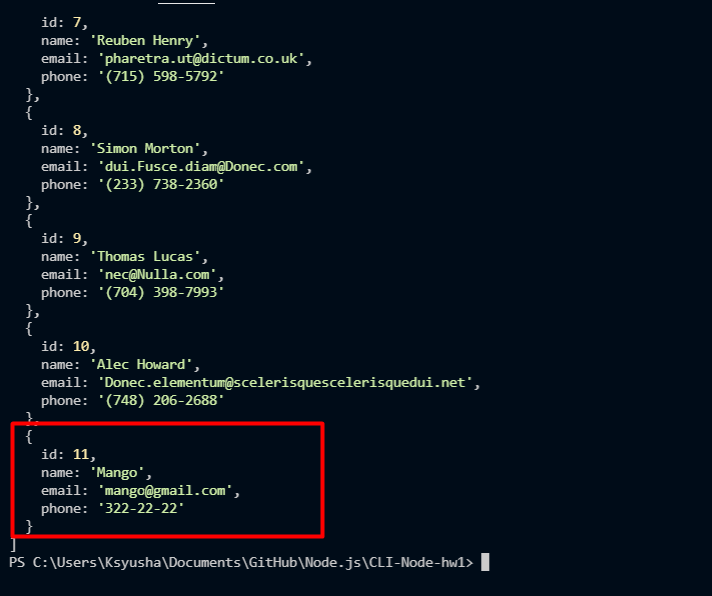 id: 7,
name: 'Reuben Henry',
email: 'pharetra.ut@dictum.co.uk',
phone: '(715) 598-5792'
},
{
id: 8,
name: 'Simon Morton',
email: 'dui.Fusce.diam@Donec.com',
phone: '(233) 738-2360'
},
{
id: 9,
name: 'Thomas Lucas',
email: 'nec@Nulla.com',
phone: '(704) 398-7993'
},
{
id: 10,
name: 'Alec Howard',
email: 'Donec.elementum@scelerisquescelerisquedui.net',
phone: '(748) 206-2688'
},
{
id: 11,
name: 'Mango',
email: 'mango@gmail.com',
phone: '322-22-22'
}
]
PS C:\Users\Ksyusha\Documents\GitHub\Node.js\CLI-Node-hw1>